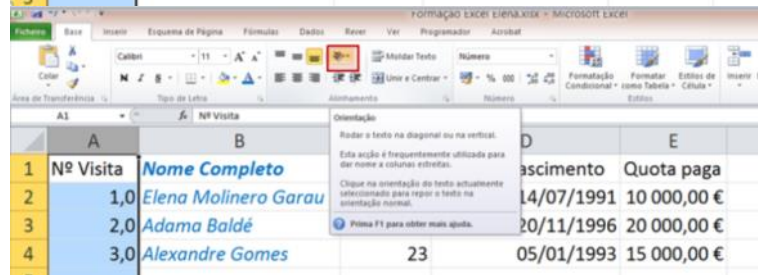 Formação Excel Elena.xlsx - Microsoft Excel
Ficheiro Base Inserir Esquema de Página Fórmulas Dados Rever Ver Programador Acrobat
Calibri 11 A A Moldar Texto Número
Colar N I S A Unir e Centrar % 000 Formatação Condicional Formatar como Tabela Estilos de Célula Inserir
Área de Transferência Tipo de Letra Alinhamento Número Estilos
A1 fx Nº Visita
Orientação
Rodar o texto na diagonal ou na vertical.
Esta acção é frequentemente utilizada para
dar nome a colunas estreitas.
Clique na orientação do texto actualmente
seleccionado para repor o texto na
orientação normal.
Prima F1 para obter mais ajuda.
A B D E
1 Nº Visita Nome Completo ascimento Quota paga
2 1,0 Elena Molinero Garau 14/07/1991 10 000,00 €
3 2,0 Adama Baldé 20/11/1996 20 000,00 €
4 3,0 Alexandre Gomes 23 05/01/1993 15 000,00 €